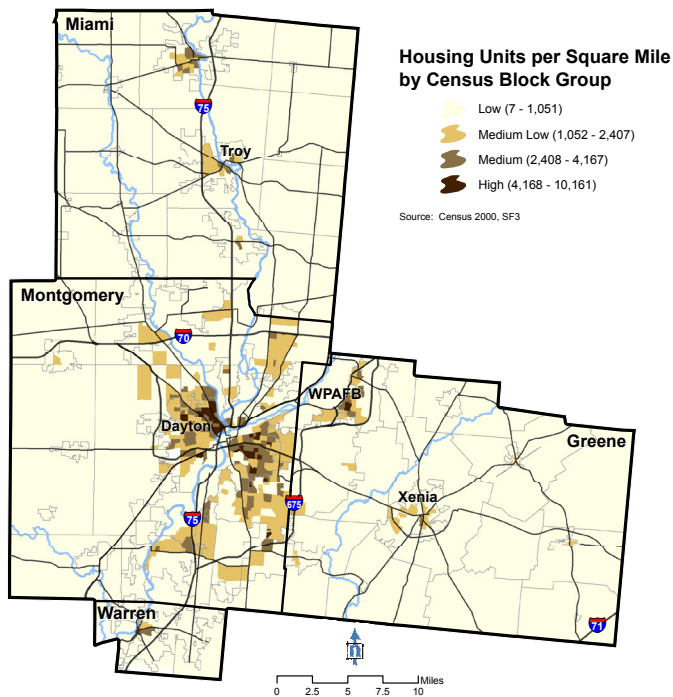 Miami
Housing Units per Square Mile
by Census Block Group
Low (7 - 1,051)
Medium Low (1,052 - 2,407)
Medium (2,408 - 4,167)
High (4,168 - 10,161)
Source: Census 2000, SF3
75
Troy
Montgomery
70
WPAFB
Dayton
Greene
Xenia
675
75
Warren
71
n
Miles
0 2.5 5 7.5 10